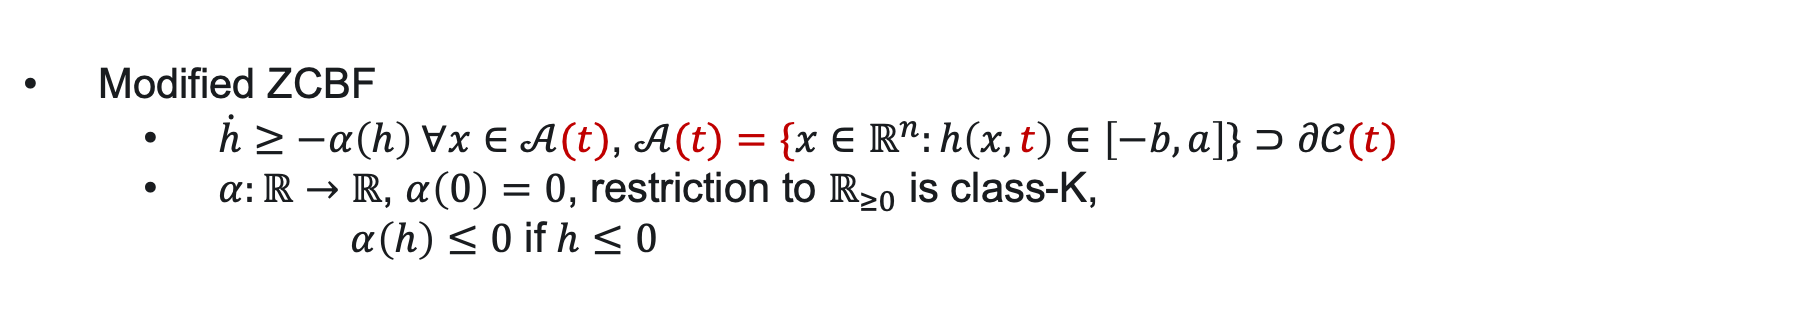 • Modified ZCBF
• ḣ ≥ −α(h) ∀x ∈ 𝒜(t), 𝒜(t) = {x ∈ ℝⁿ: h(x, t) ∈ [−b, a]} ⊃ ∂𝒞(t)
• α: ℝ → ℝ, α(0) = 0, restriction to ℝ≥0 is class-K,
α(h) ≤ 0 if h ≤ 0